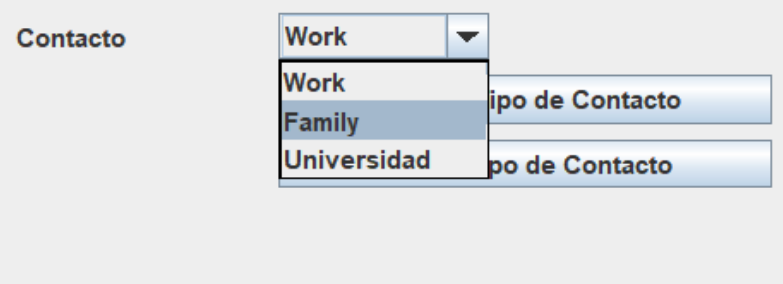 Contacto Work
Work
ipo de Contacto
Family
Universidad
po de Contacto